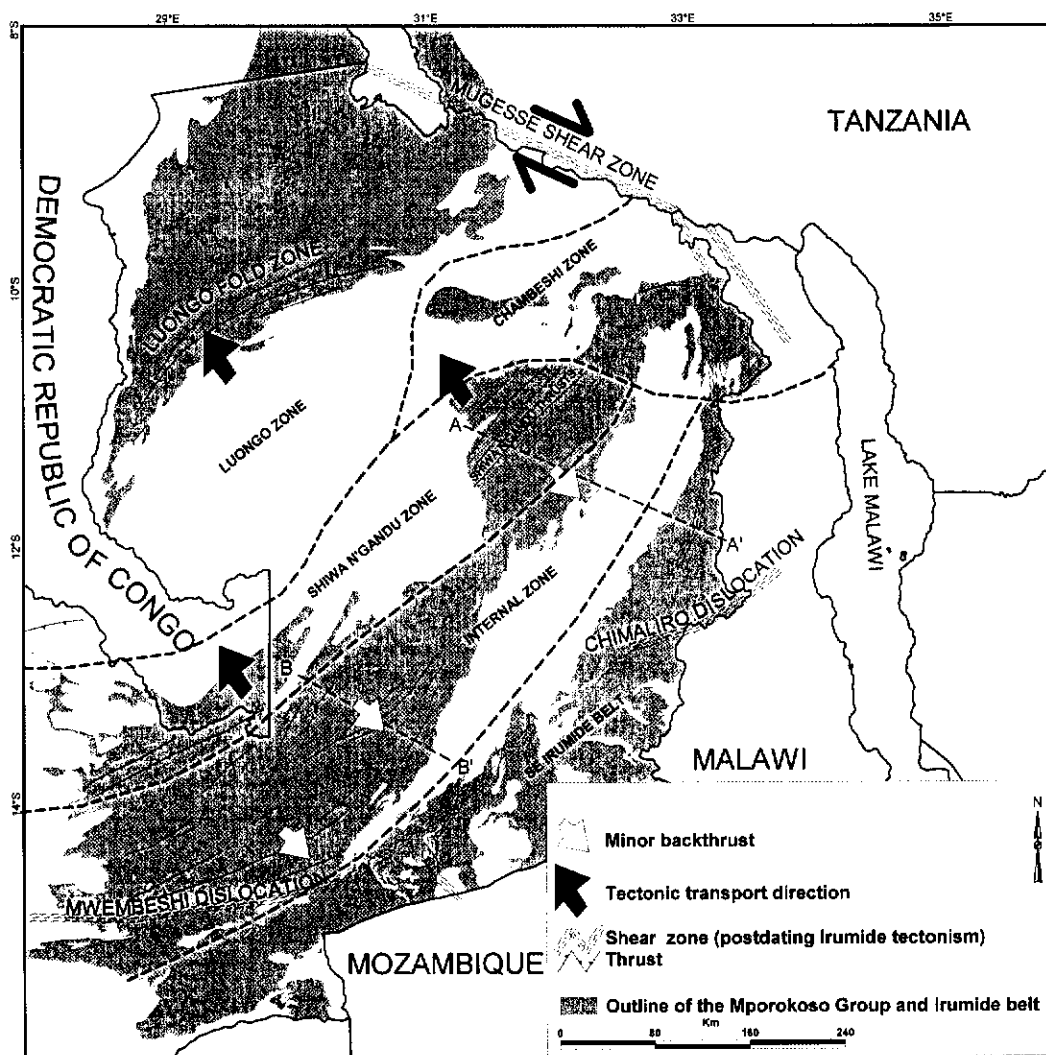 29°E
31°E
33°E
35°E
8°S
10°S
12°S
14°S
TANZANIA
MUGESSE SHEAR ZONE
DEMOCRATIC REPUBLIC OF CONGO
LUONGO FOLD ZONE
CHAMBESHI ZONE
LUONGO ZONE
A
A'
LAKE MALAWI
SHIWA N'GANDU ZONE
INTERNAL ZONE
CHIMALIRO DISLOCATION
B
B'
SE IRUMIDE BELT
MALAWI
MWEMBESHI DISLOCATION
MOZAMBIQUE
N
Minor backthrust
Tectonic transport direction
Shear zone (postdating Irumide tectonism)
Thrust
Outline of the Mporokoso Group and Irumide belt
Km
0 80 160 240